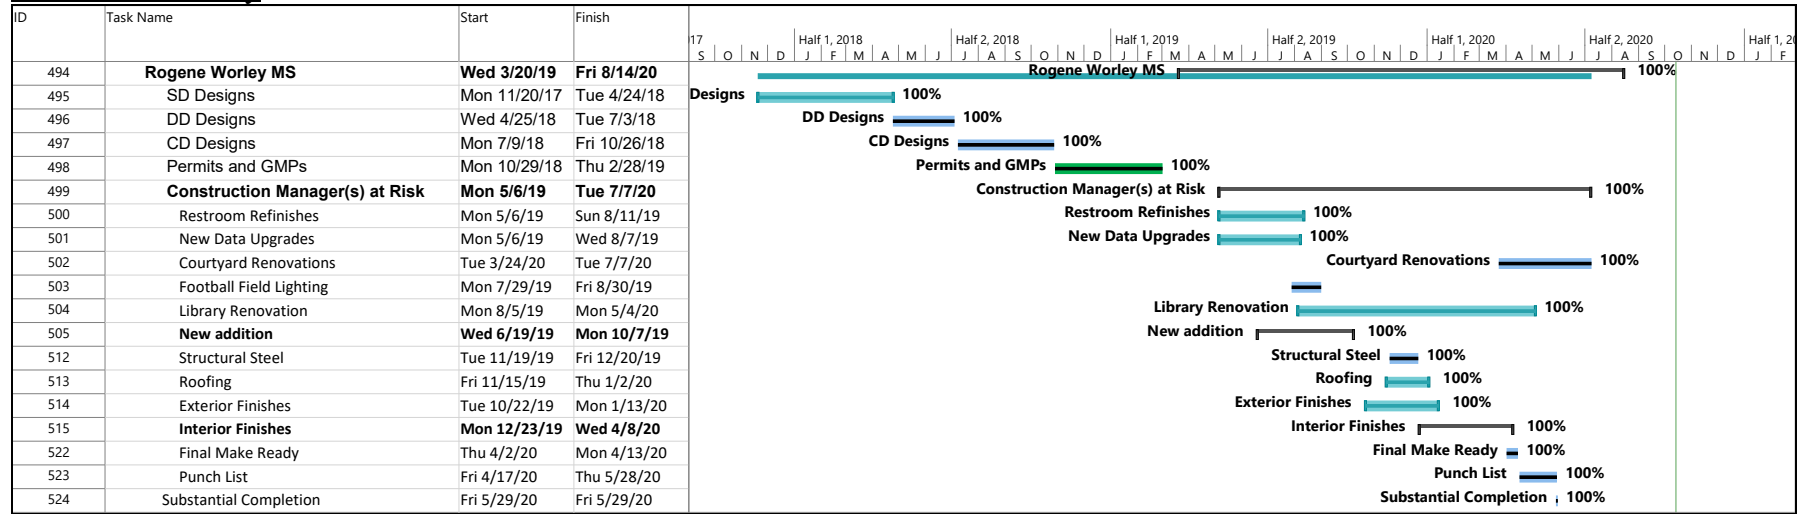 ID Task Name Start Finish
17 Half 1, 2018 Half 2, 2018 Half 1, 2019 Half 2, 2019 Half 1, 2020 Half 2, 2020 Half 1, 20
S O N D J F M A M J J A S O N D J F M A M J J A S O N D J F M A M J J A S O N D J F
494 Rogene Worley MS Wed 3/20/19 Fri 8/14/20 Rogene Worley MS 100%
495 SD Designs Mon 11/20/17 Tue 4/24/18 Designs 100%
496 DD Designs Wed 4/25/18 Tue 7/3/18 DD Designs 100%
497 CD Designs Mon 7/9/18 Fri 10/26/18 CD Designs 100%
498 Permits and GMPs Mon 10/29/18 Thu 2/28/19 Permits and GMPs 100%
499 Construction Manager(s) at Risk Mon 5/6/19 Tue 7/7/20 Construction Manager(s) at Risk 100%
500 Restroom Refinishes Mon 5/6/19 Sun 8/11/19 Restroom Refinishes 100%
501 New Data Upgrades Mon 5/6/19 Wed 8/7/19 New Data Upgrades 100%
502 Courtyard Renovations Tue 3/24/20 Tue 7/7/20 Courtyard Renovations 100%
503 Football Field Lighting Mon 7/29/19 Fri 8/30/19
504 Library Renovation Mon 8/5/19 Mon 5/4/20 Library Renovation 100%
505 New addition Wed 6/19/19 Mon 10/7/19 New addition 100%
512 Structural Steel Tue 11/19/19 Fri 12/20/19 Structural Steel 100%
513 Roofing Fri 11/15/19 Thu 1/2/20 Roofing 100%
514 Exterior Finishes Tue 10/22/19 Mon 1/13/20 Exterior Finishes 100%
515 Interior Finishes Mon 12/23/19 Wed 4/8/20 Interior Finishes 100%
522 Final Make Ready Thu 4/2/20 Mon 4/13/20 Final Make Ready 100%
523 Punch List Fri 4/17/20 Thu 5/28/20 Punch List 100%
524 Substantial Completion Fri 5/29/20 Fri 5/29/20 Substantial Completion 100%